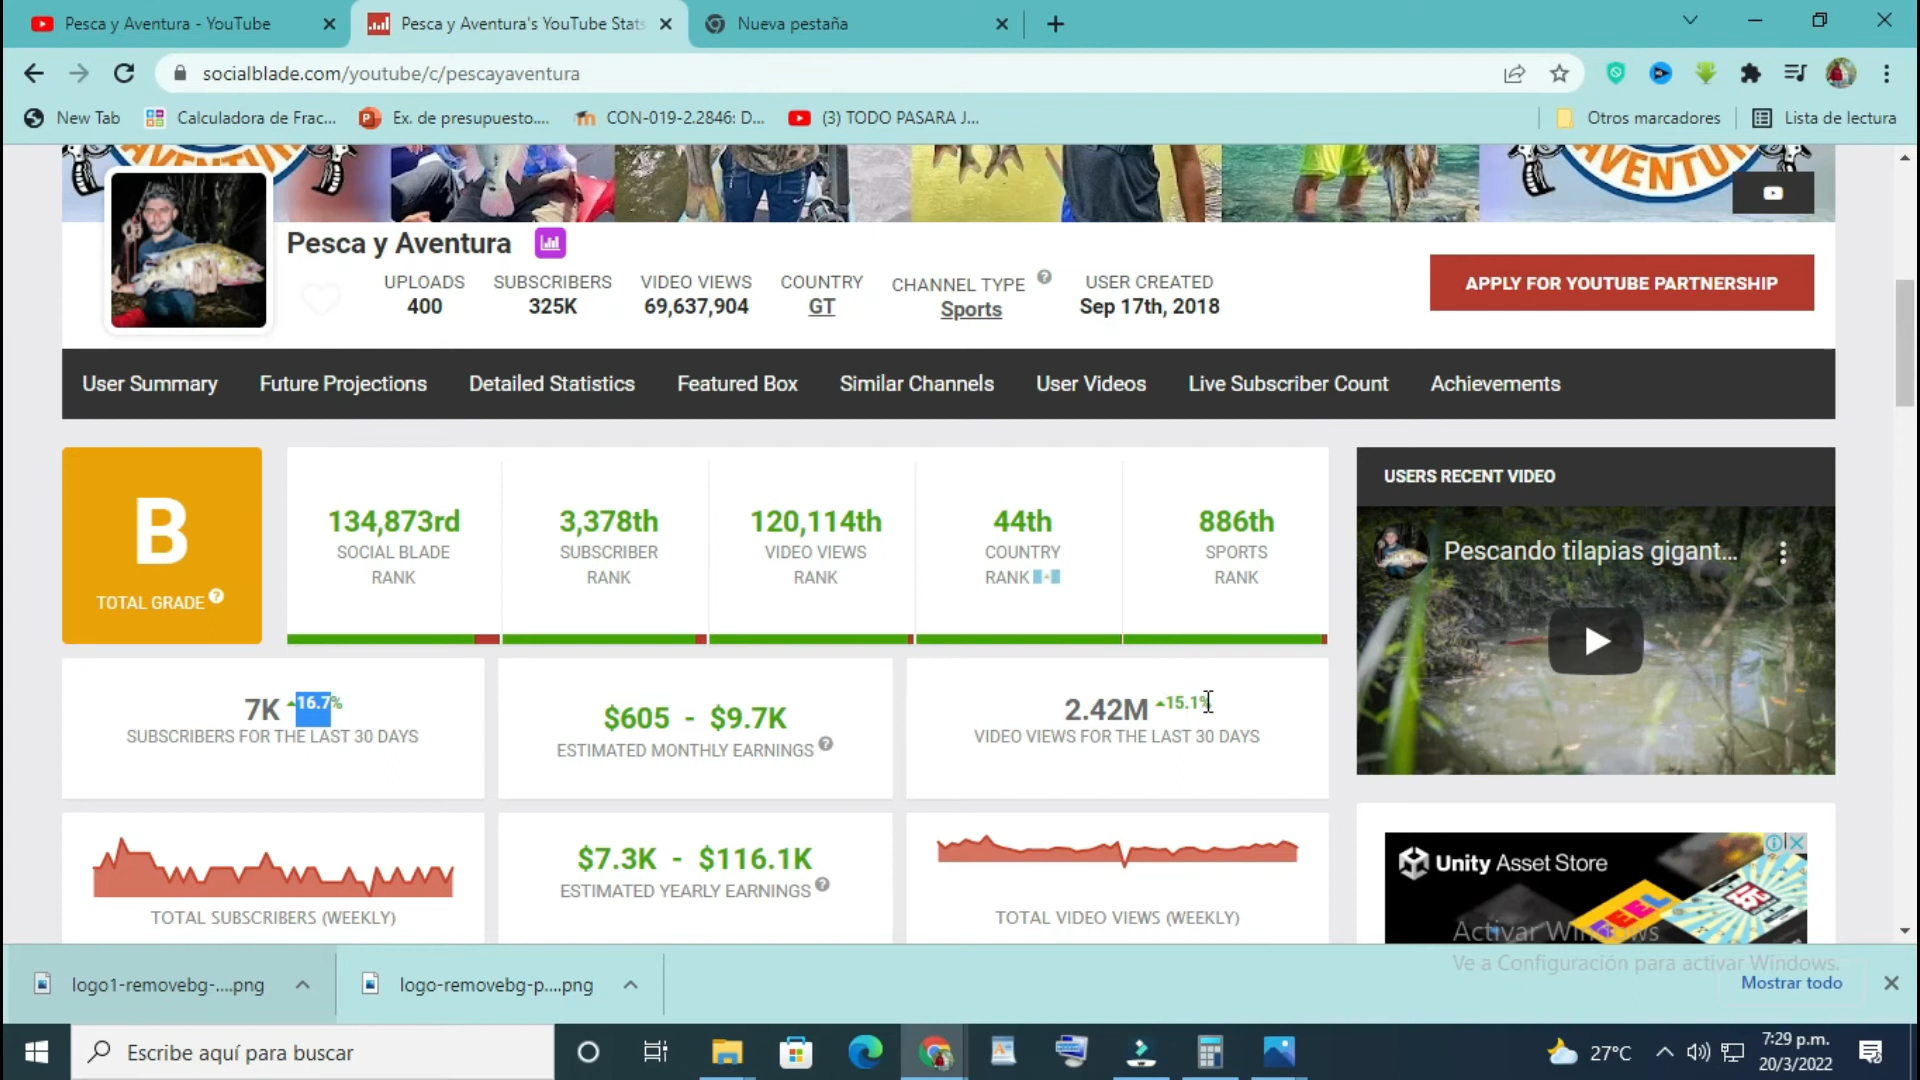 Pesca y Aventura - YouTube
Pesca y Aventura's YouTube Stats
Nueva pestaña
socialblade.com/youtube/c/pescayaventura
New Tab
Calculadora de Frac...
Ex. de presupuesto....
CON-019-2.2846: D...
(3) TODO PASARA J...
Otros marcadores
Lista de lectura
AVENTURA
AVENTURA
Pesca y Aventura
UPLOADS
400
SUBSCRIBERS
325K
VIDEO VIEWS
69,637,904
COUNTRY
GT
CHANNEL TYPE
Sports
USER CREATED
Sep 17th, 2018
APPLY FOR YOUTUBE PARTNERSHIP
User Summary
Future Projections
Detailed Statistics
Featured Box
Similar Channels
User Videos
Live Subscriber Count
Achievements
B
TOTAL GRADE
134,873rd
SOCIAL BLADE
RANK
3,378th
SUBSCRIBER
RANK
120,114th
VIDEO VIEWS
RANK
44th
COUNTRY
RANK
886th
SPORTS
RANK
USERS RECENT VIDEO
Pescando tilapias gigant...
7K 16.7%
SUBSCRIBERS FOR THE LAST 30 DAYS
$605 - $9.7K
ESTIMATED MONTHLY EARNINGS
2.42M 15.1%
VIDEO VIEWS FOR THE LAST 30 DAYS
TOTAL SUBSCRIBERS (WEEKLY)
$7.3K - $116.1K
ESTIMATED YEARLY EARNINGS
TOTAL VIDEO VIEWS (WEEKLY)
Unity Asset Store
Activar Windows
Ve a Configuración para activar Windows.
logo1-removebg-....png
logo-removebg-p....png
Mostrar todo
Escribe aquí para buscar
27°C
7:29 p.m.
20/3/2022